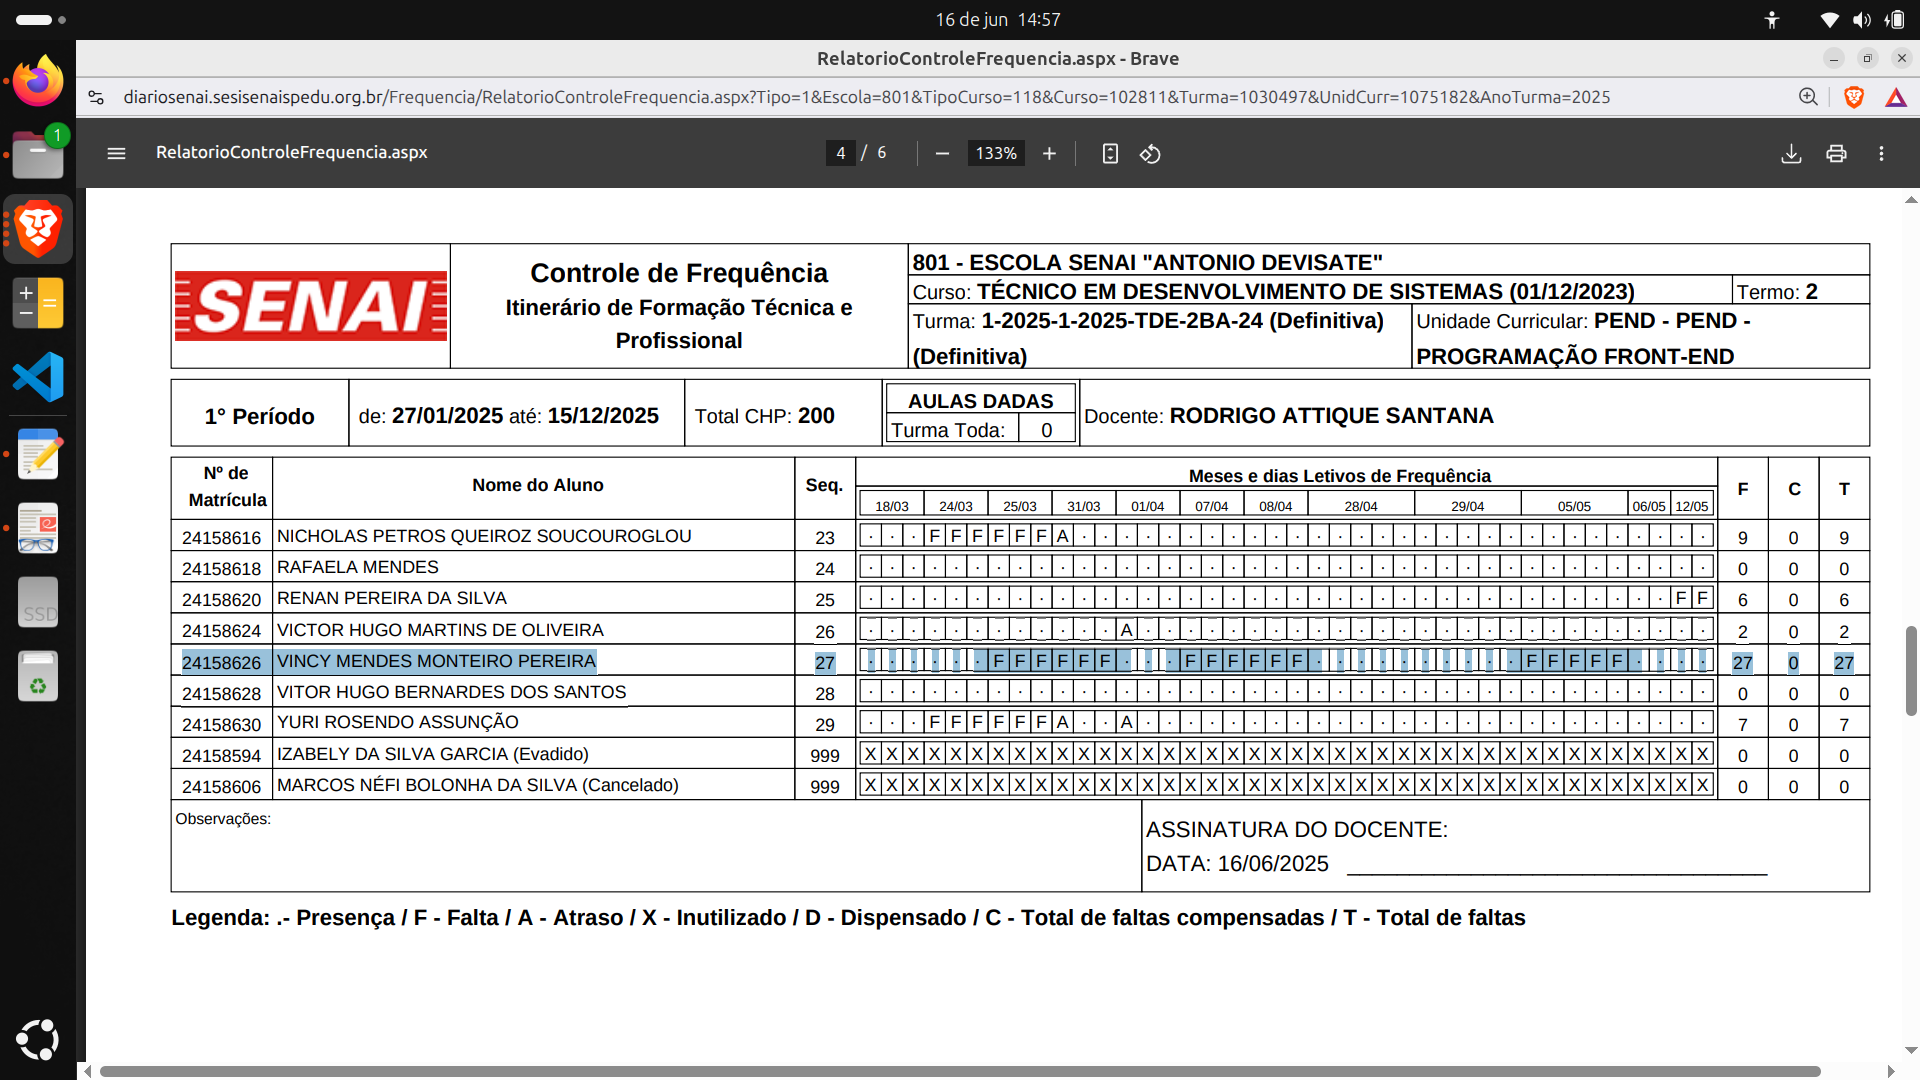 16 de jun 14:57
RelatorioControleFrequencia.aspx - Brave
diariosenai.sesisenaispedu.org.br/Frequencia/RelatorioControleFrequencia.aspx?Tipo=1&Escola=801&TipoCurso=118&Curso=102811&Turma=1030497&UnidCurr=1075182&AnoTurma=2025
1
RelatorioControleFrequencia.aspx 4 / 6 133%
SENAI
Controle de Frequência
Itinerário de Formação Técnica e
Profissional
801 - ESCOLA SENAI "ANTONIO DEVISATE"
Curso: TÉCNICO EM DESENVOLVIMENTO DE SISTEMAS (01/12/2023) Termo: 2
Turma: 1-2025-1-2025-TDE-2BA-24 (Definitiva)
(Definitiva)
Unidade Curricular: PEND - PEND -
PROGRAMAÇÃO FRONT-END
1° Período de: 27/01/2025 até: 15/12/2025 Total CHP: 200
AULAS DADAS
Turma Toda: 0
Docente: RODRIGO ATTIQUE SANTANA
Nº de
Matrícula Nome do Aluno Seq. Meses e dias Letivos de Frequência F C T
18/03 24/03 25/03 31/03 01/04 07/04 08/04 28/04 29/04 05/05 06/05 12/05
24158616 NICHOLAS PETROS QUEIROZ SOUCOUROGLOU 23 . . . F F F F F F A . . . . . . . . . . . . . . . . . . . . . . . . . . . . . . 9 0 9
24158618 RAFAELA MENDES 24 . . . . . . . . . . . . . . . . . . . . . . . . . . . . . . . . . . . . . . . . 0 0 0
24158620 RENAN PEREIRA DA SILVA 25 . . . . . . . . . . . . . . . . . . . . . . . . . . . . . . . . . . . . . . F F 6 0 6
24158624 VICTOR HUGO MARTINS DE OLIVEIRA 26 . . . . . . . . . . . . A . . . . . . . . . . . . . . . . . . . . . . . . . . . 2 0 2
24158626 VINCY MENDES MONTEIRO PEREIRA 27 . . . . . . F F F F F F . . . F F F F F F . . . . . . . . . . F F F F F . . . . 27 0 27
24158628 VITOR HUGO BERNARDES DOS SANTOS 28 . . . . . . . . . . . . . . . . . . . . . . . . . . . . . . . . . . . . . . . . 0 0 0
24158630 YURI ROSENDO ASSUNÇÃO 29 . . . F F F F F F A . . A . . . . . . . . . . . . . . . . . . . . . . . . . . . 7 0 7
24158594 IZABELY DA SILVA GARCIA (Evadido) 999 X X X X X X X X X X X X X X X X X X X X X X X X X X X X X X X X X X X X X X X X 0 0 0
24158606 MARCOS NÉFI BOLONHA DA SILVA (Cancelado) 999 X X X X X X X X X X X X X X X X X X X X X X X X X X X X X X X X X X X X X X X X 0 0 0
Observações:
ASSINATURA DO DOCENTE:
DATA: 16/06/2025
Legenda: .- Presença / F - Falta / A - Atraso / X - Inutilizado / D - Dispensado / C - Total de faltas compensadas / T - Total de faltas
SSD